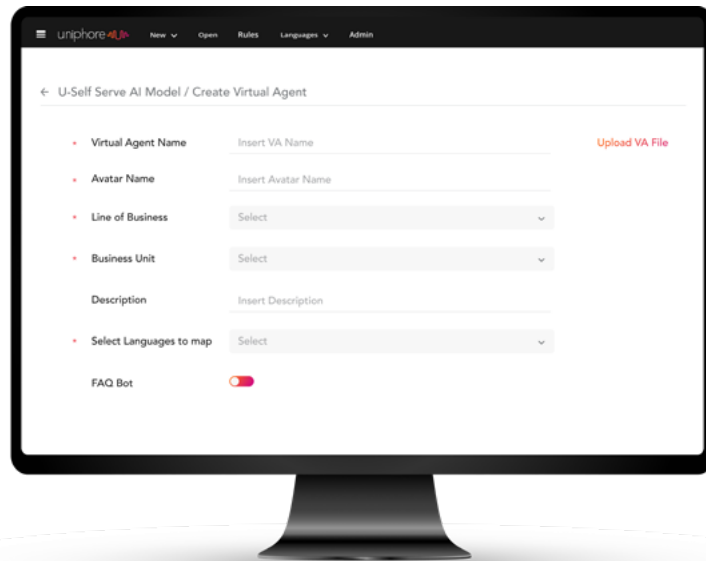 uniphore New Open Rules Languages Admin
← U-Self Serve AI Model / Create Virtual Agent
* Virtual Agent Name Insert VA Name Upload VA File
* Avatar Name Insert Avatar Name
* Line of Business Select
* Business Unit Select
Description Insert Description
* Select Languages to map Select
FAQ Bot